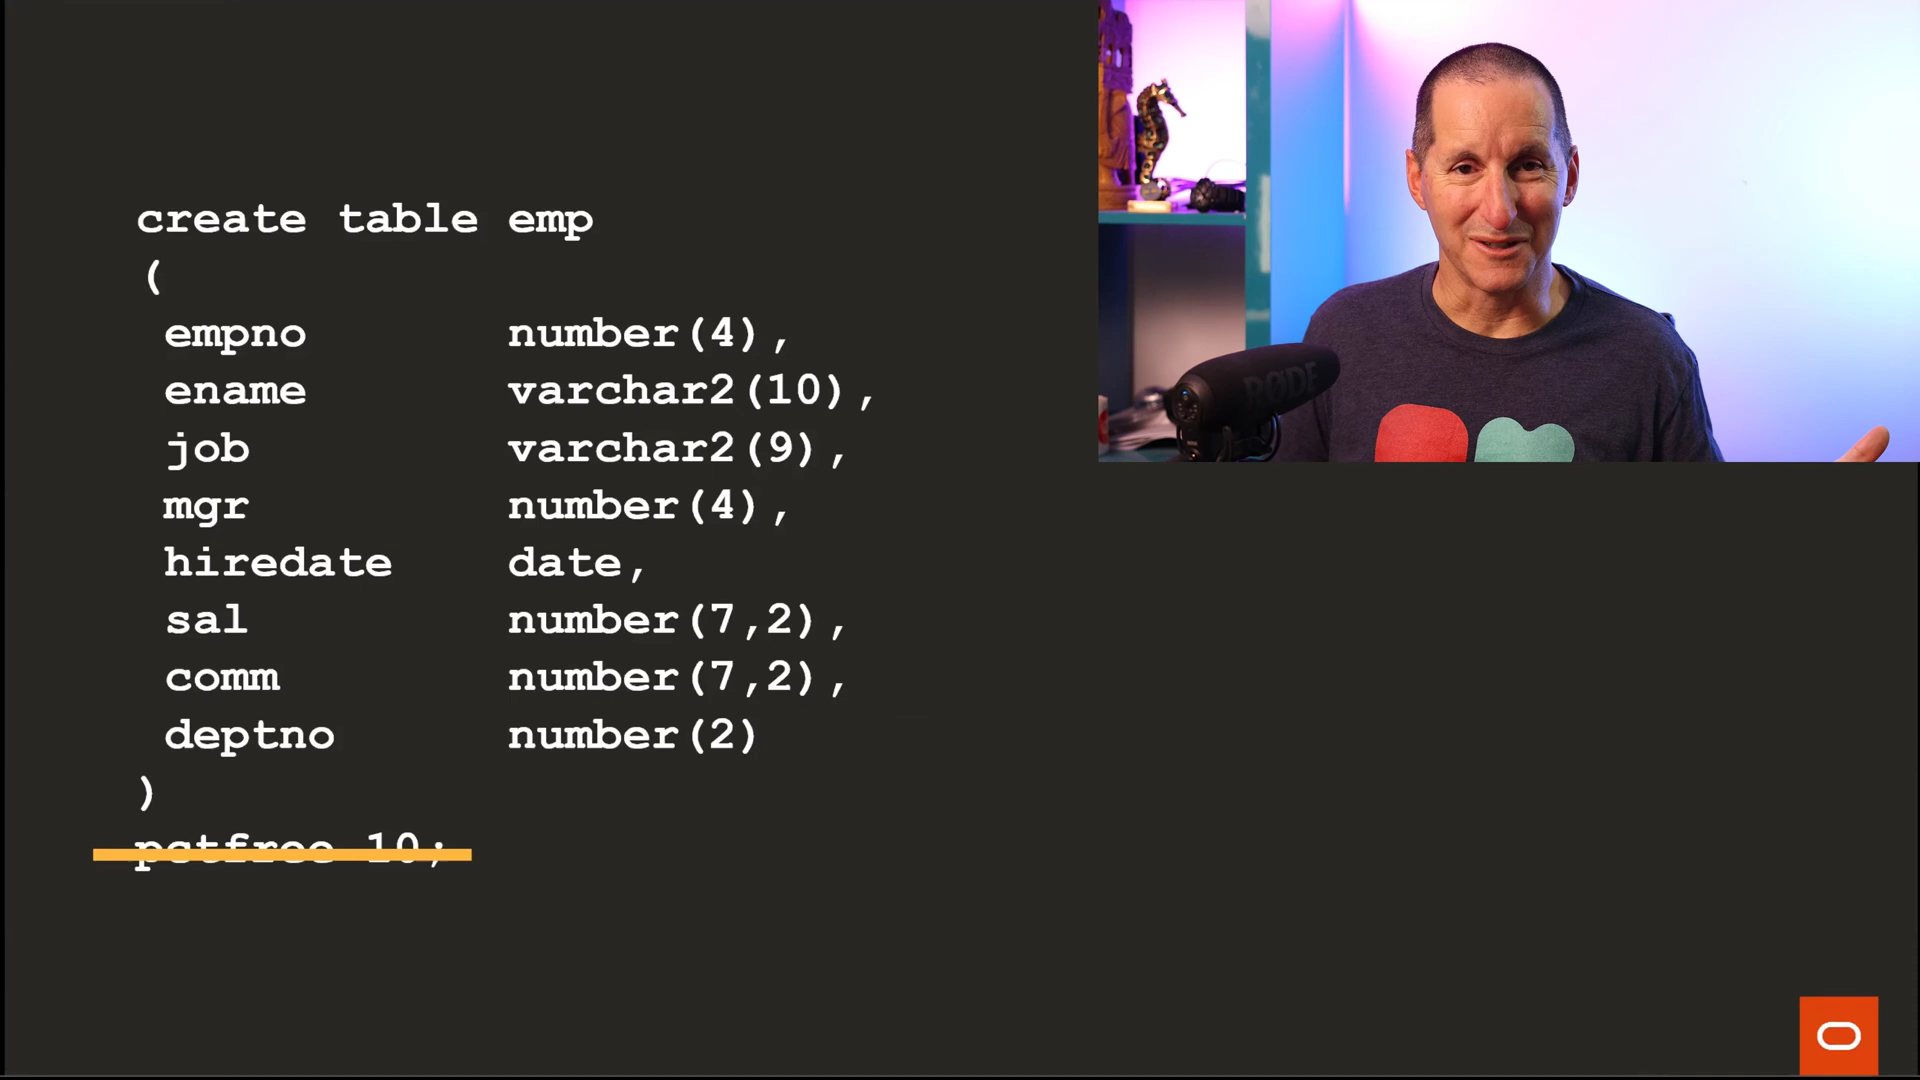 create table emp
(
empno number(4),
ename varchar2(10),
job varchar2(9),
mgr number(4),
hiredate date,
sal number(7,2),
comm number(7,2),
deptno number(2)
)
pctfree 10;
RØDE